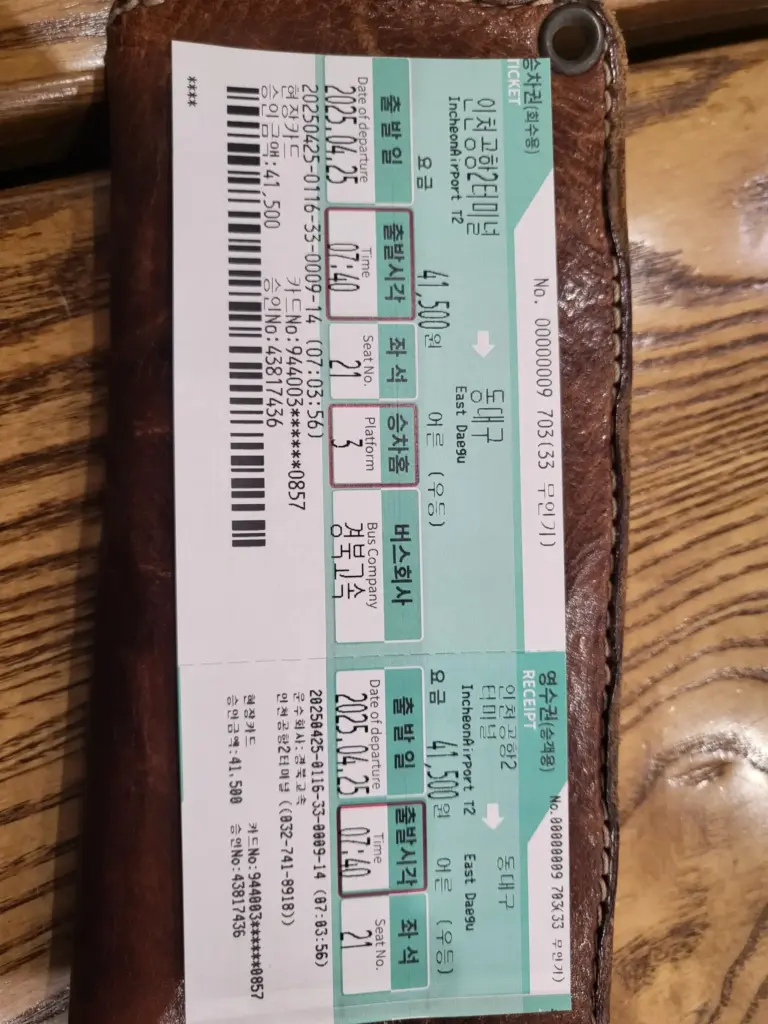 승차권(회수용)
TICKET
No. 00000009 703(33 무인기)
인천공항2터미널
IncheonAirPort T2
동대구
East Daegu
요금 41,500원 어른 (우등)
출발일 출발시각 좌석 승차홈 버스회사
Date of departure Time Seat No. Platform Bus Company
2025.04.25 07:40 21 3 경북고속
20250425-0116-33-0009-14 (07:03:56)
현장카드 카드No:944003******0857
승인금액:41,500 승인No:43817436
****
영수권(승객용)
RECEIPT
No.00000009 703(33 무인기)
인천공항2
터미널
IncheonAirPort T2
동대구
East Daegu
요금 41,500원 어른 (우등)
출발일 출발시각 좌석
Date of departure Time Seat No.
2025.04.25 07:40 21
20250425-0116-33-0009-14 (07:03:56)
운수회사:경북고속
인천공항2터미널 ((032-741-8918))
현장카드 카드No:944003******0857
승인금액:41,500 승인No:43817436